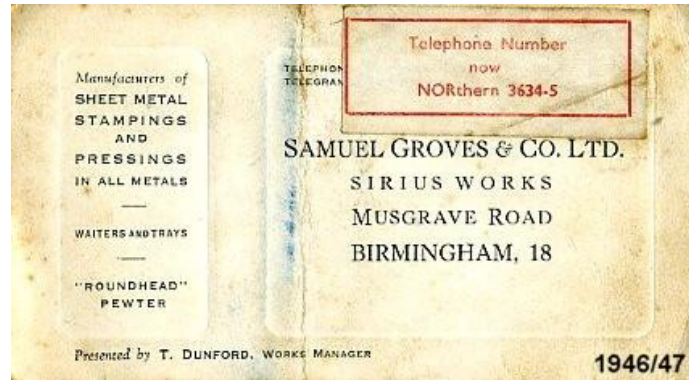 Manufacturers of
SHEET METAL
STAMPINGS
AND
PRESSINGS
IN ALL METALS
WAITERS AND TRAYS
"ROUNDHEAD"
PEWTER
Telephone Number
now
NORthern 3634-5
SAMUEL GROVES & CO. LTD.
SIRIUS WORKS
MUSGRAVE ROAD
BIRMINGHAM, 18
Presented by T. DUNFORD, WORKS MANAGER
1946/47